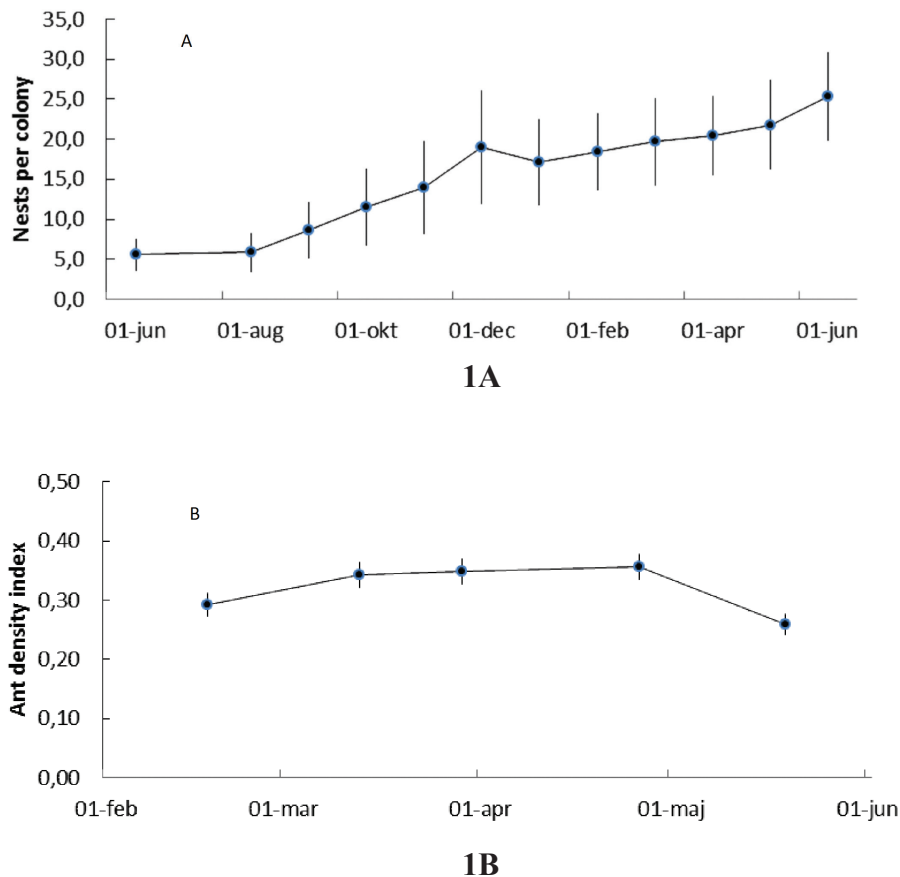 A
Nests per colony
35,0
30,0
25,0
20,0
15,0
10,0
5,0
0,0
01-jun 01-aug 01-okt 01-dec 01-feb 01-apr 01-jun
1A
B
Ant density index
0,50
0,40
0,30
0,20
0,10
0,00
01-feb 01-mar 01-apr 01-maj 01-jun
1B